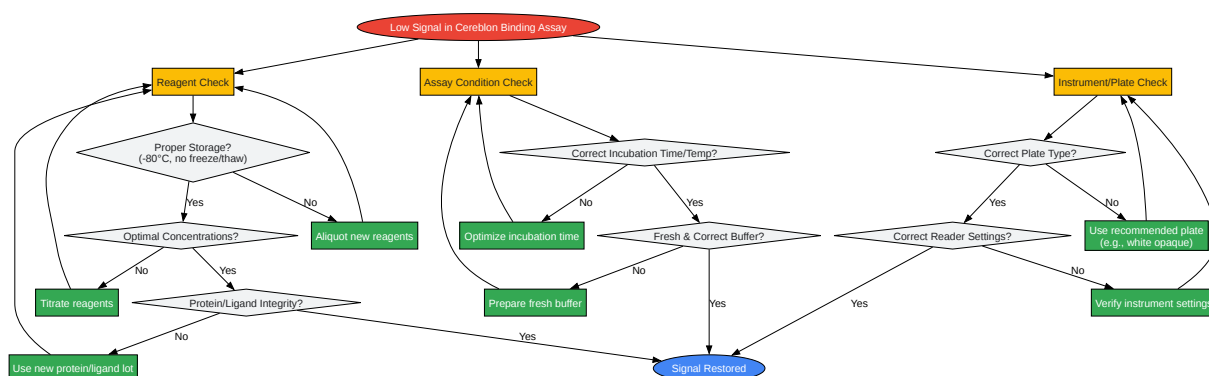 Low Signal in Cereblon Binding Assay
Reagent Check
Assay Condition Check
Instrument/Plate Check
Proper Storage?
(-80°C, no freeze/thaw)
Correct Incubation Time/Temp?
Correct Plate Type?
Yes
No
No
Yes
Yes
No
Optimal Concentrations?
Aliquot new reagents
Optimize incubation time
Fresh & Correct Buffer?
Correct Reader Settings?
Use recommended plate
(e.g., white opaque)
No
Yes
No
No
Titrate reagents
Protein/Ligand Integrity?
Prepare fresh buffer
Yes
Yes
Verify instrument settings
No
Yes
Use new protein/ligand lot
Signal Restored